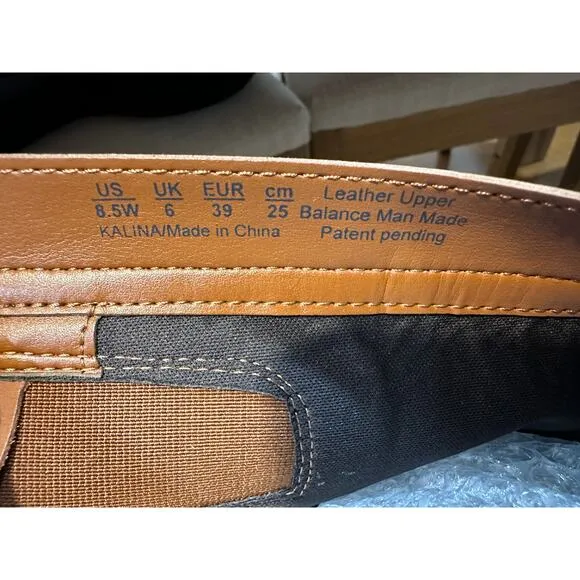 US UK EUR cm
8.5W 6 39 25
KALINA/Made in China
Leather Upper
Balance Man Made
Patent pending